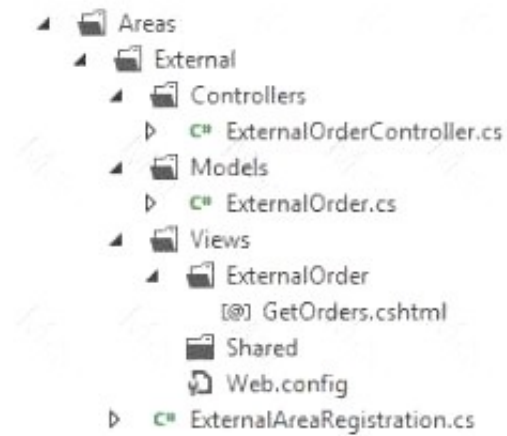 Areas
External
Controllers
C# ExternalOrderController.cs
Models
C# ExternalOrder.cs
Views
ExternalOrder
[@] GetOrders.cshtml
Shared
Web.config
C# ExternalAreaRegistration.cs